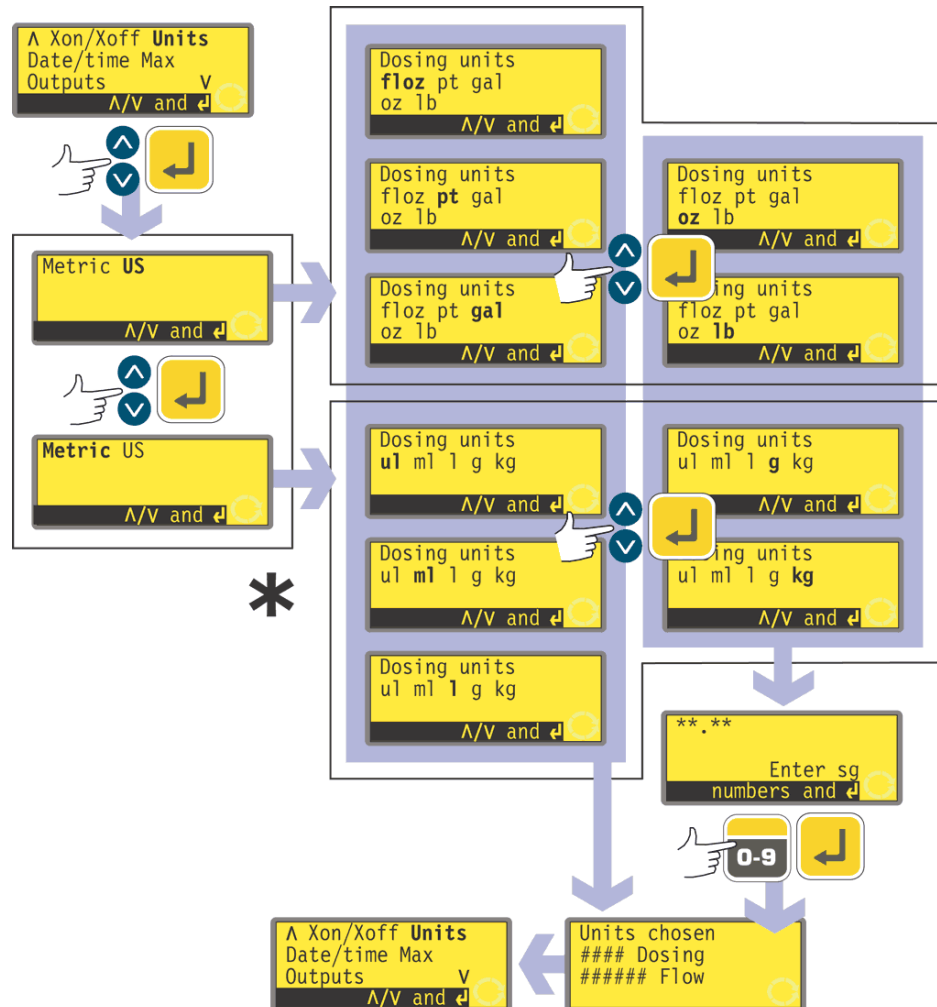 Λ Xon/Xoff Units
Date/time Max
Outputs V
Λ/V and ↵
Metric US
Λ/V and ↵
Metric US
Λ/V and ↵
Dosing units
floz pt gal
oz lb
Λ/V and ↵
Dosing units
floz pt gal
oz lb
Λ/V and ↵
Dosing units
floz pt gal
oz lb
Λ/V and ↵
Dosing units
floz pt gal
oz lb
Λ/V and ↵
units
floz pt gal
oz lb
Λ/V and ↵
*
Dosing units
ul ml l g kg
Λ/V and ↵
Dosing units
ul ml l g kg
Λ/V and ↵
Dosing units
ul ml l g kg
Λ/V and ↵
Dosing units
ul ml l g kg
Λ/V and ↵
units
ul ml l g kg
Λ/V and ↵
**.**
Enter sg
numbers and ↵
0-9
Units chosen
#### Dosing
###### Flow
Λ Xon/Xoff Units
Date/time Max
Outputs V
Λ/V and ↵